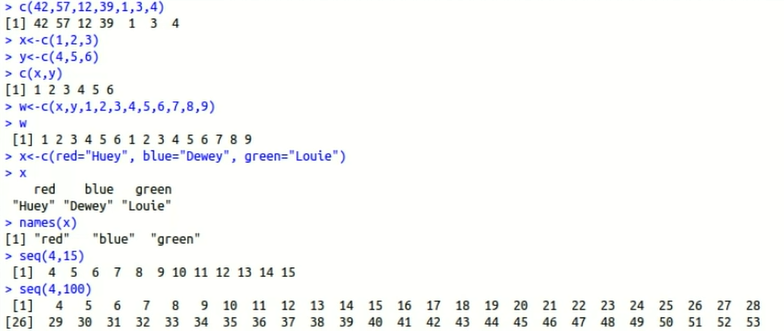 > c(42,57,12,39,1,3,4)
[1] 42 57 12 39  1  3  4
> x<-c(1,2,3)
> y<-c(4,5,6)
> c(x,y)
[1] 1 2 3 4 5 6
> w<-c(x,y,1,2,3,4,5,6,7,8,9)
> w
 [1] 1 2 3 4 5 6 1 2 3 4 5 6 7 8 9
> x<-c(red="Huey", blue="Dewey", green="Louie")
> x
    red    blue   green
 "Huey" "Dewey" "Louie"
> names(x)
[1] "red"   "blue"  "green"
> seq(4,15)
 [1]  4  5  6  7  8  9 10 11 12 13 14 15
> seq(4,100)
 [1]   4   5   6   7   8   9  10  11  12  13  14  15  16  17  18  19  20  21  22  23  24  25  26  27  28
[26]  29  30  31  32  33  34  35  36  37  38  39  40  41  42  43  44  45  46  47  48  49  50  51  52  53